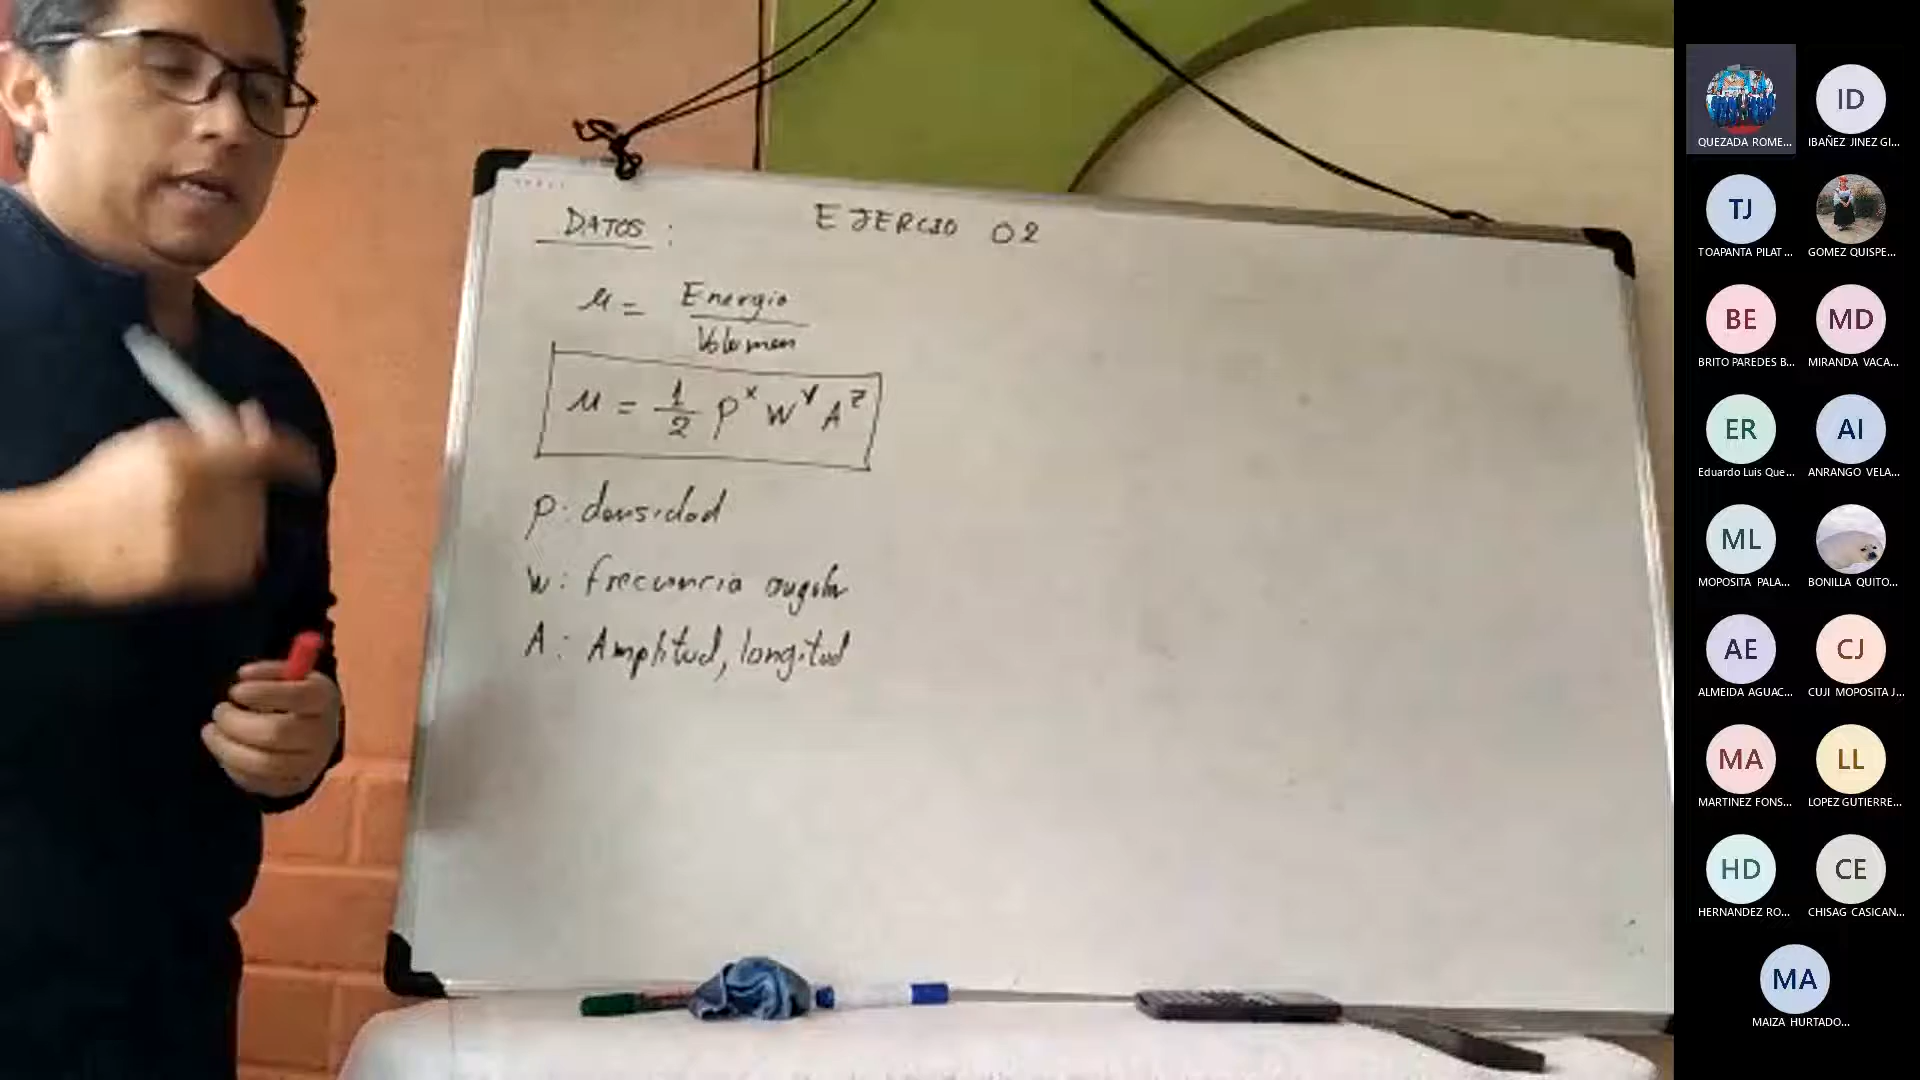 DATOS: EJERCIO 02
u = Energia
Volumen
u = 1/2 ρ^x w^y A^z
ρ: densidad
w: frecuencia angular
A: Amplitud, longitud
QUEZADA ROME...
ID
IBAÑEZ JINEZ GI...
TJ
TOAPANTA PILAT...
GOMEZ QUISPE...
BE
BRITO PAREDES B...
MD
MIRANDA VACA...
ER
Eduardo Luis Que...
AI
ANRANGO VELA...
ML
MOPOSITA PALA...
BONILLA QUITO...
AE
ALMEIDA AGUAC...
CJ
CUJI MOPOSITA J...
MA
MARTINEZ FONS...
LL
LOPEZ GUTIERRE...
HD
HERNANDEZ RO...
CE
CHISAG CASICAN...
MA
MAIZA HURTADO...